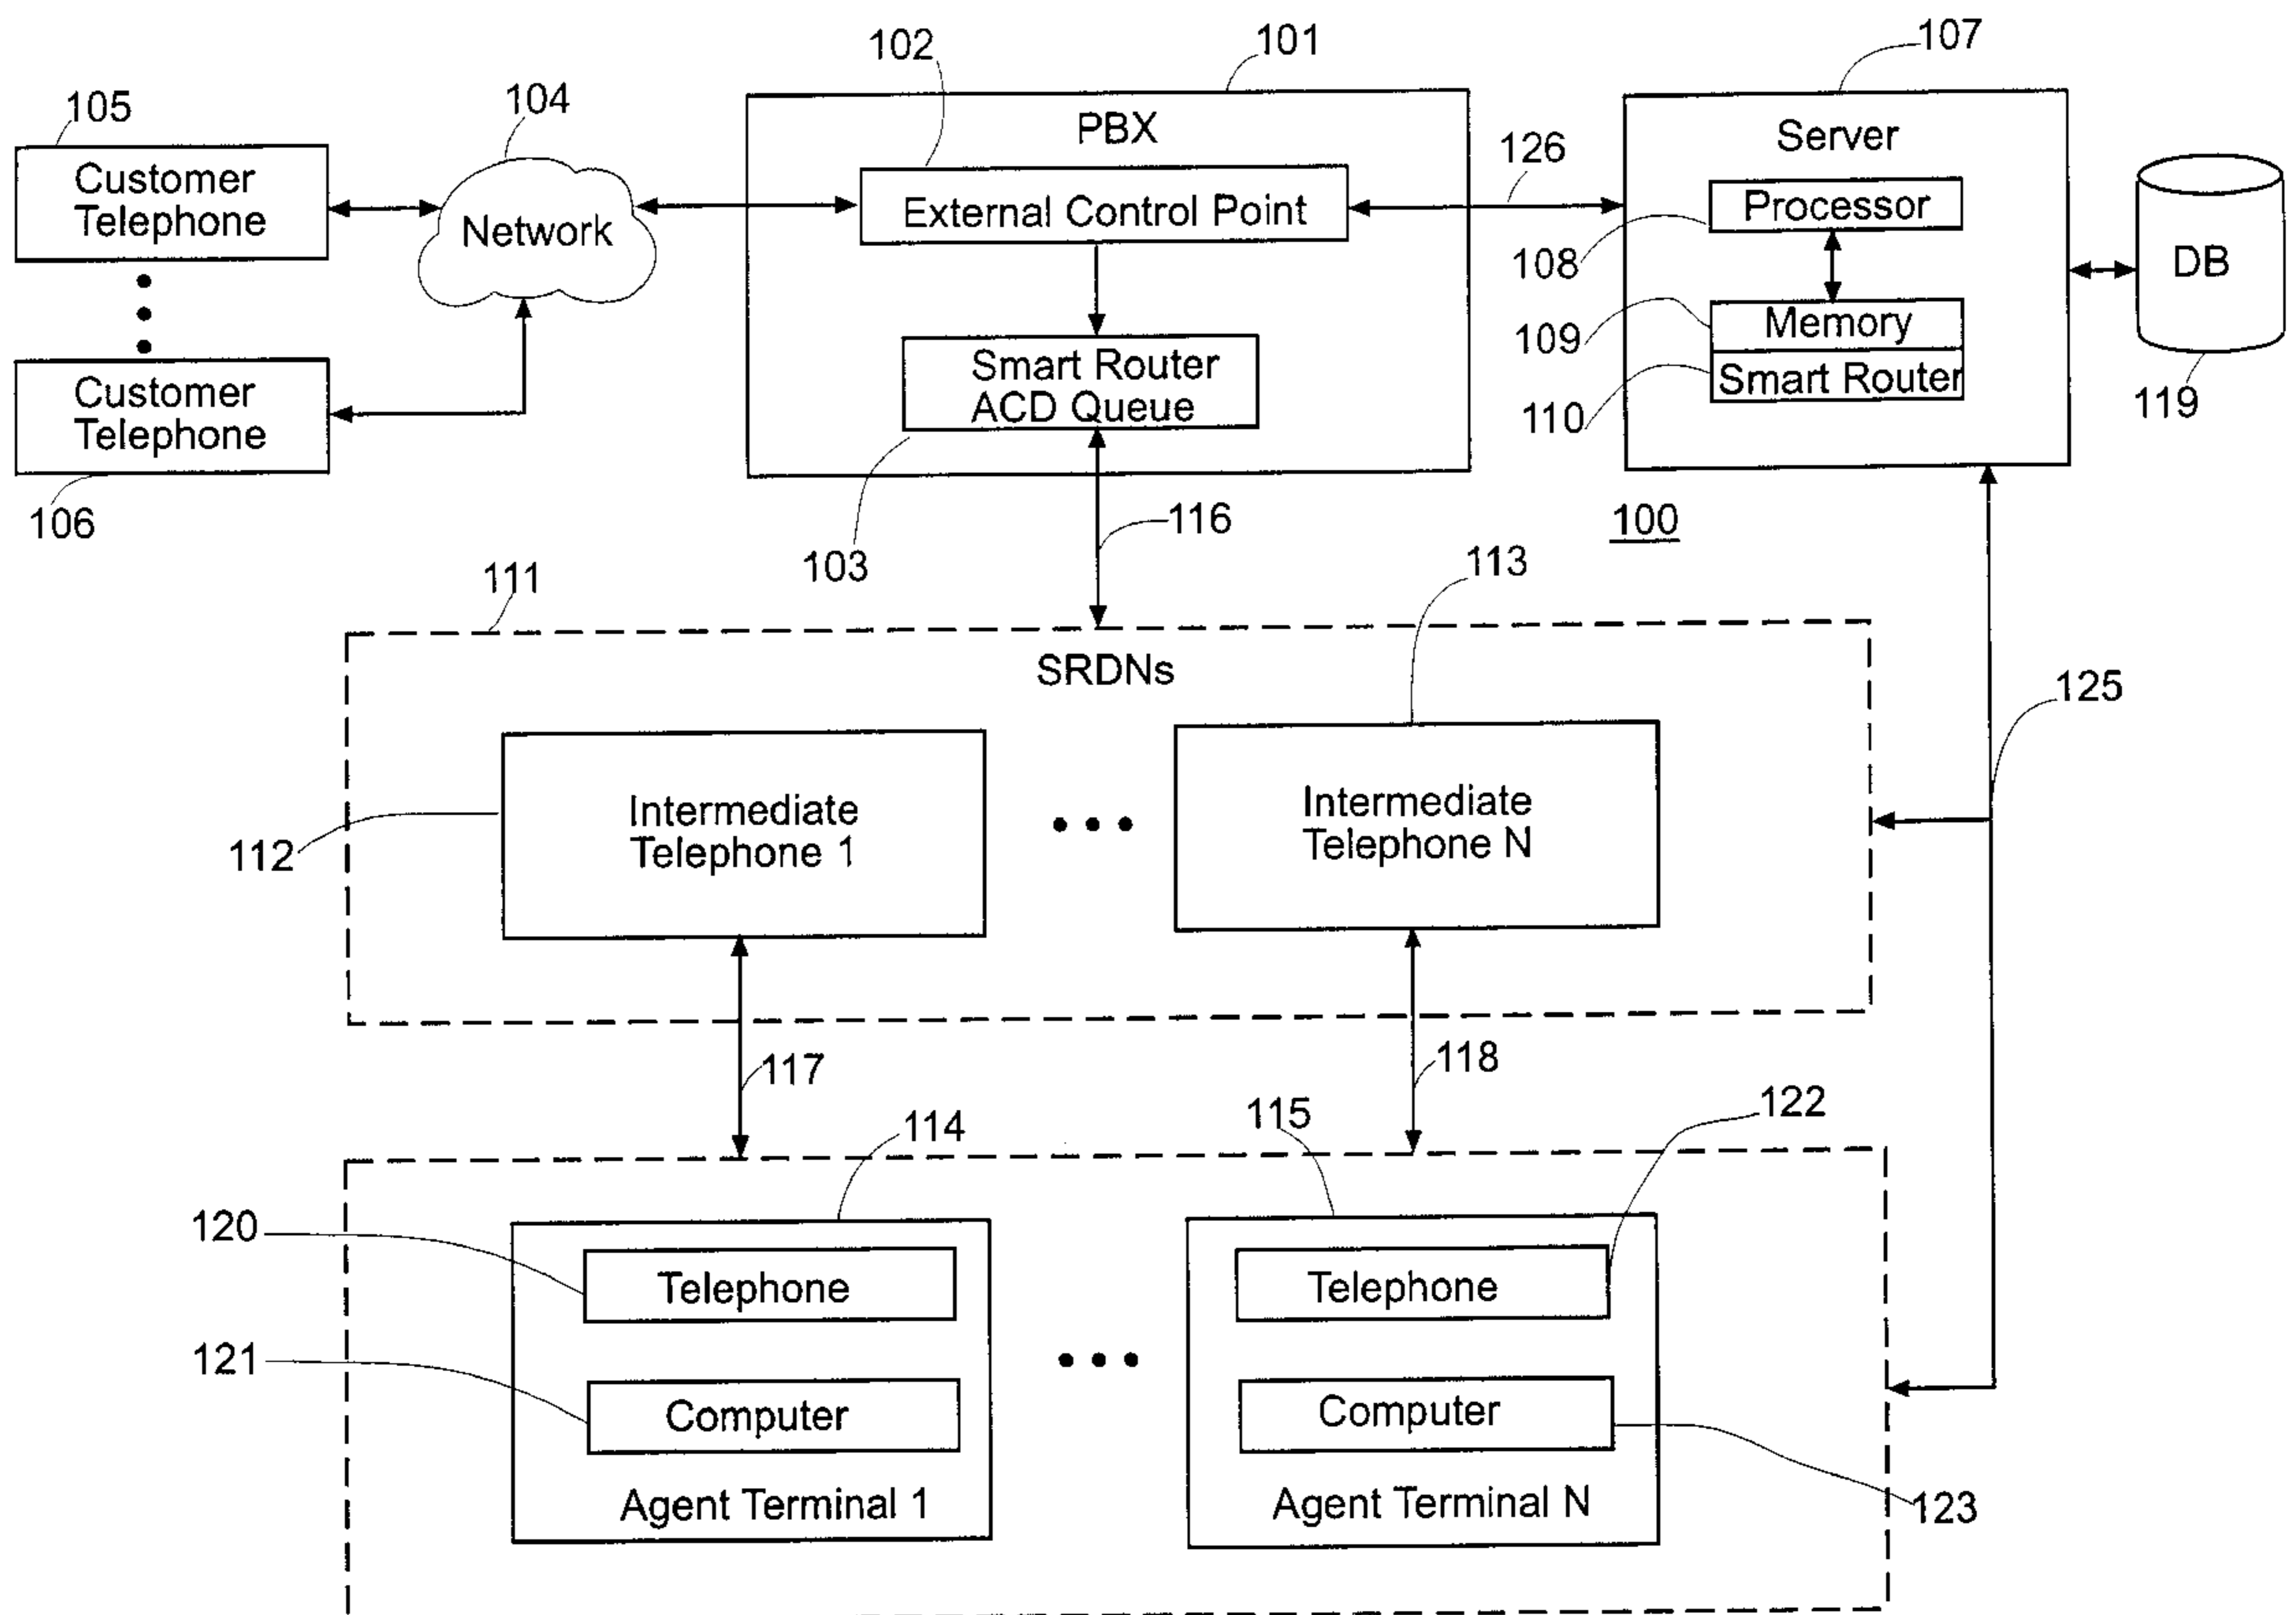 102
101
107
105
104
PBX
Server
126
Customer
Telephone
Network
External Control Point
Processor
108
DB
Memory
109
Smart Router
ACD Queue
Smart Router
110
119
Customer
Telephone
106
103
116
100
111
113
SRDNs
125
112
Intermediate
Telephone 1
Intermediate
Telephone N
117
118
114
115
122
120
Telephone
Telephone
121
Computer
Computer
Agent Terminal 1
Agent Terminal N
123